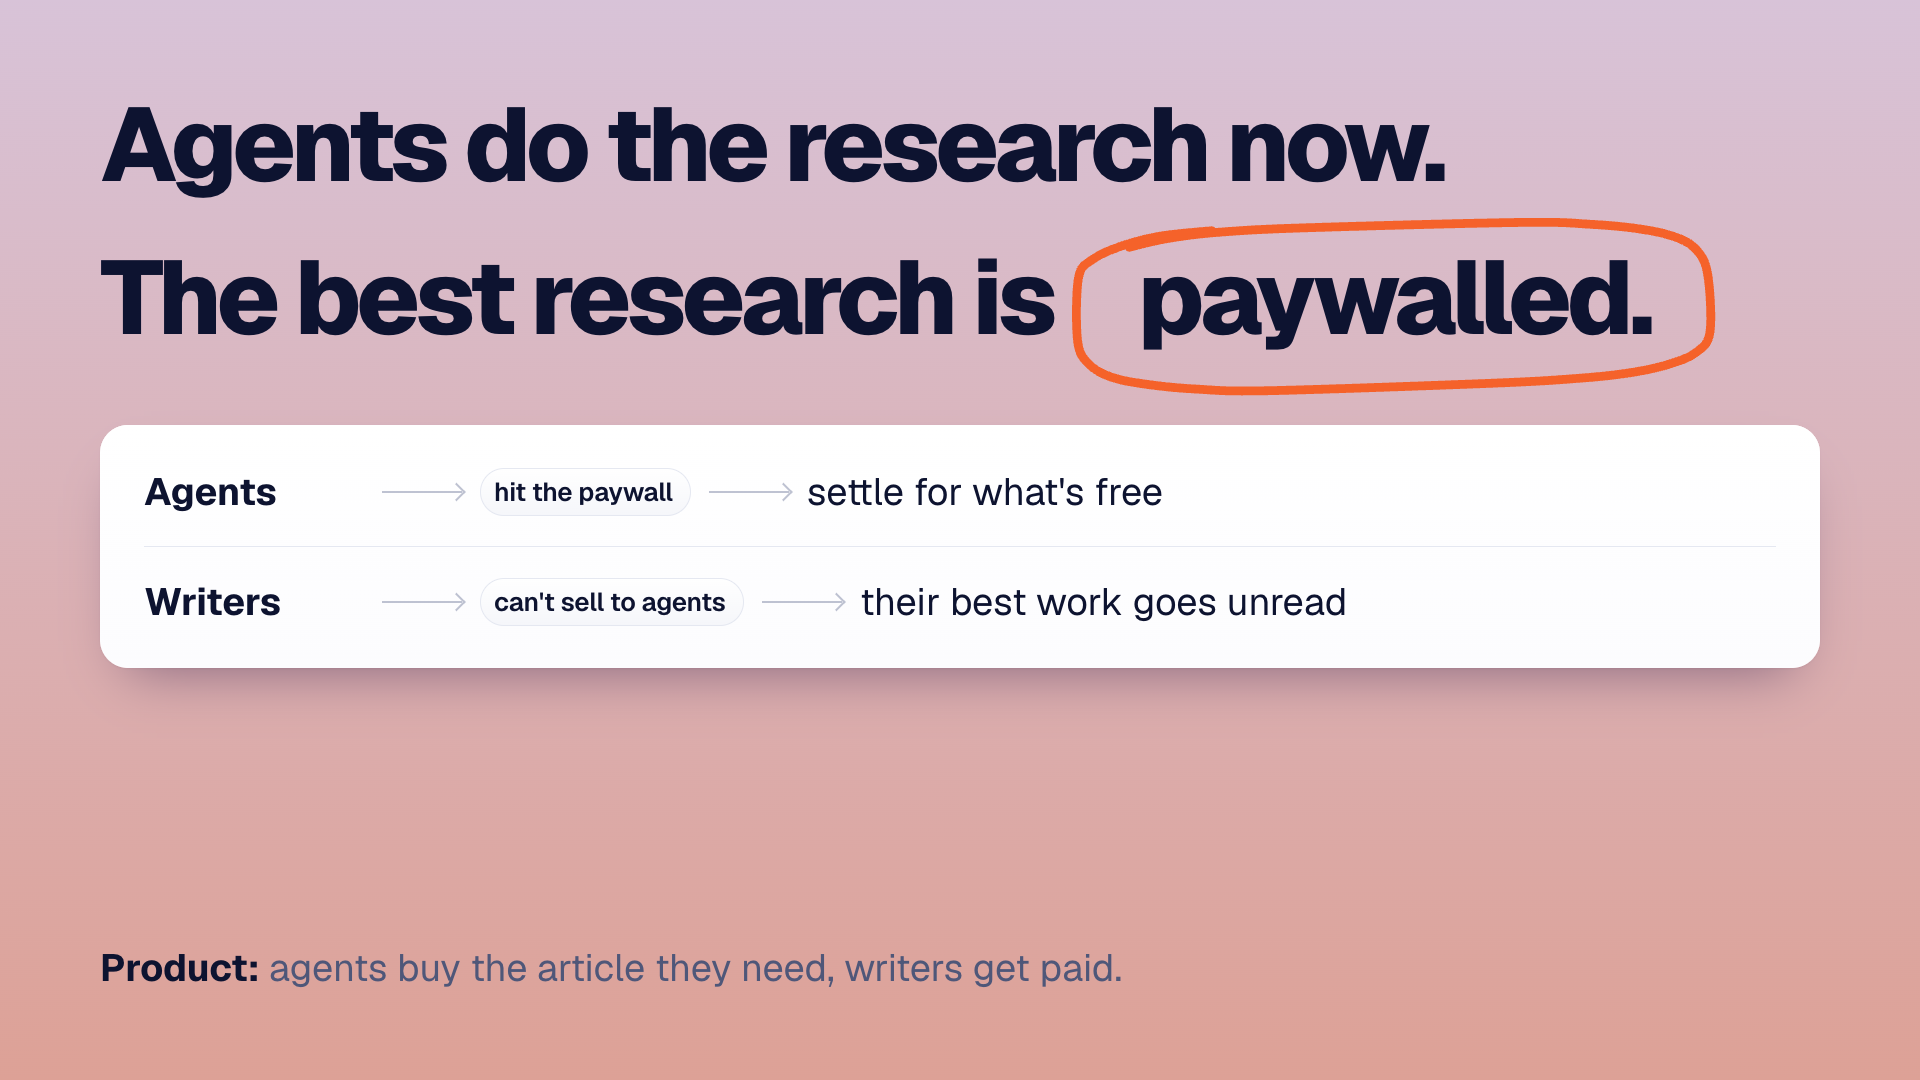 Agents do the research now.
The best research is paywalled.
Agents → hit the paywall → settle for what's free
Writers → can't sell to agents → their best work goes unread
Product: agents buy the article they need, writers get paid.